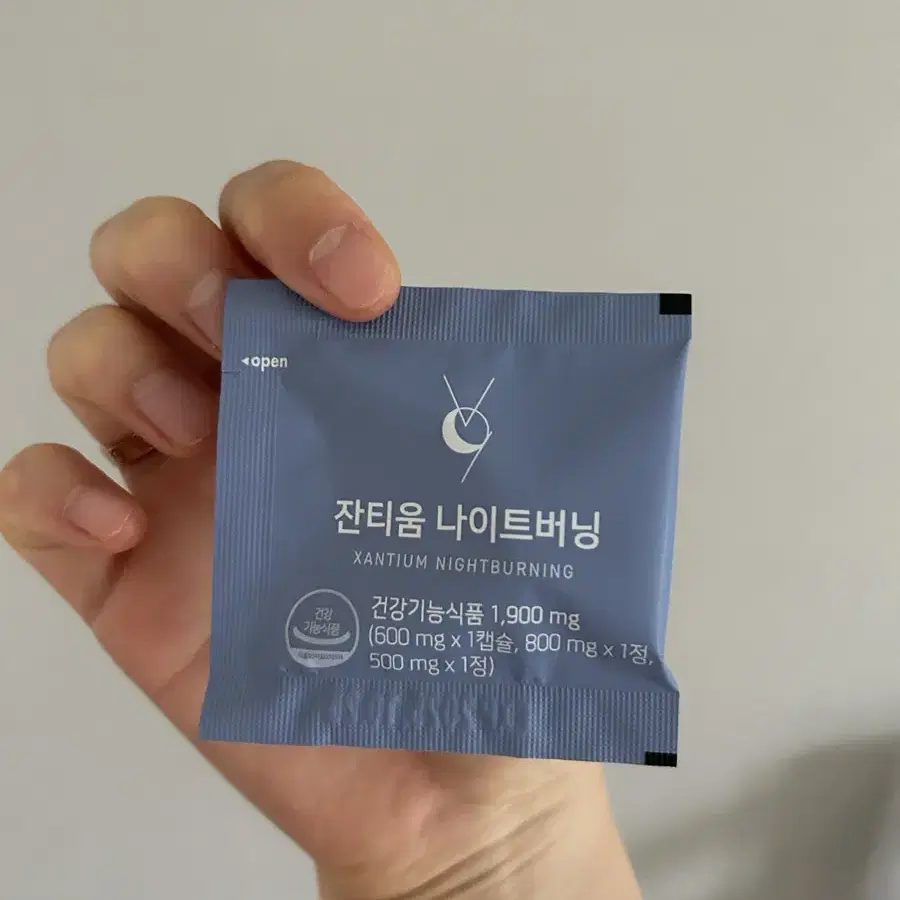 ◂open
잔티움 나이트버닝
XANTIUM NIGHTBURNING
건강
기능식품
건강기능식품 1,900 mg
(600 mg x 1캡슐, 800 mg x 1정,
500 mg x 1정)